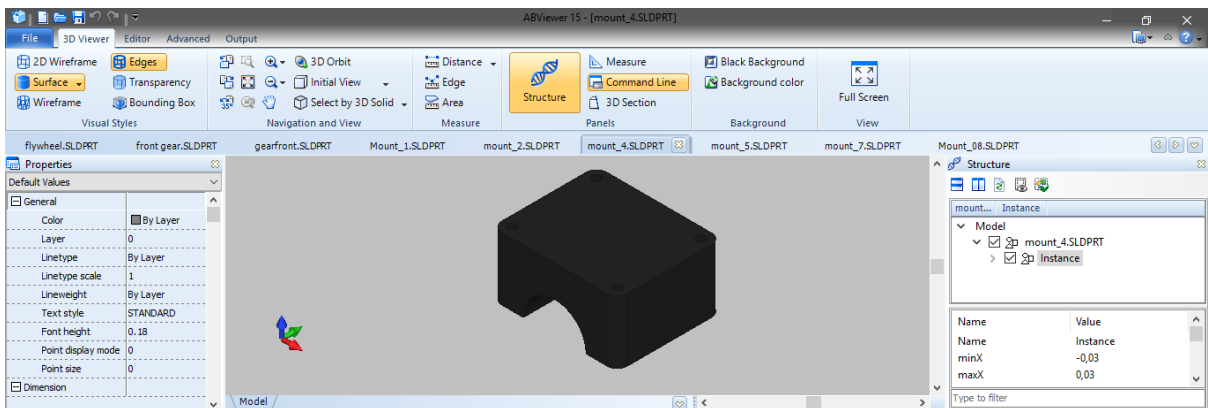 ABViewer 15 - [mount_4.SLDPRT]
File 3D Viewer Editor Advanced Output
2D Wireframe Edges 3D Orbit Distance Measure Black Background
Surface Transparency Initial View Edge Structure Command Line Background color Full Screen
Wireframe Bounding Box Select by 3D Solid Area 3D Section
Visual Styles Navigation and View Measure Panels Background View
flywheel.SLDPRT front gear.SLDPRT gearfront.SLDPRT Mount_1.SLDPRT mount_2.SLDPRT mount_4.SLDPRT mount_5.SLDPRT mount_7.SLDPRT Mount_08.SLDPRT
Properties
Default Values
General
Color By Layer
Layer 0
Linetype By Layer
Linetype scale 1
Lineweight By Layer
Text style STANDARD
Font height 0.18
Point display mode 0
Point size 0
Dimension
Model
Structure
mount... Instance
Model
mount_4.SLDPRT
Instance
Name Value
Name Instance
minX -0,03
maxX 0,03
Type to filter